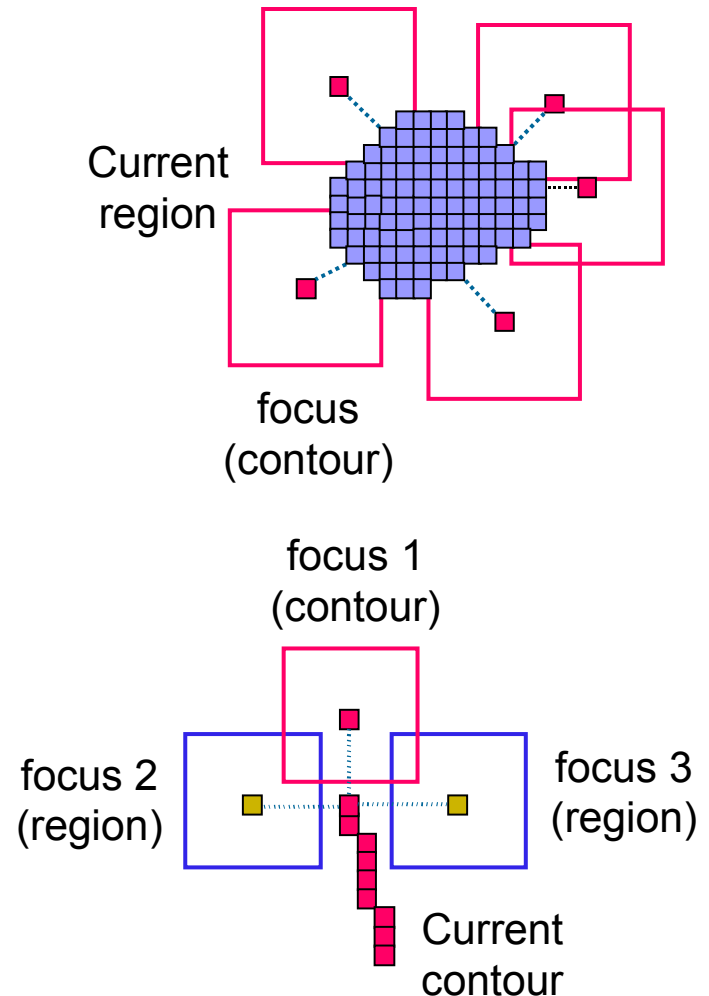 Current
region
focus
(contour)
focus 1
(contour)
focus 2
(region)
focus 3
(region)
Current
contour